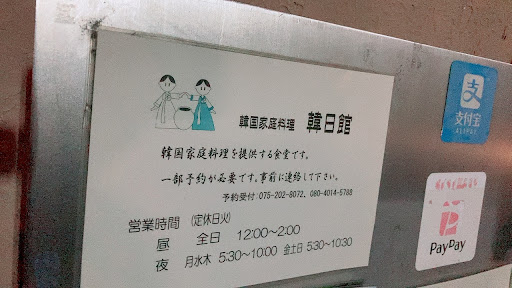 韓国家庭料理 韓日館
韓国家庭料理を提供する食堂です。
一部予約が必要です。事前に連絡して下さい。
予約受付:075-202-8072. 080-4014-5788
営業時間 (定休日火)
昼 全日 12:00~2:00
夜 月水木 5:30~10:00 金土日 5:30~10:30
支付宝
ALIPAY
PayPay